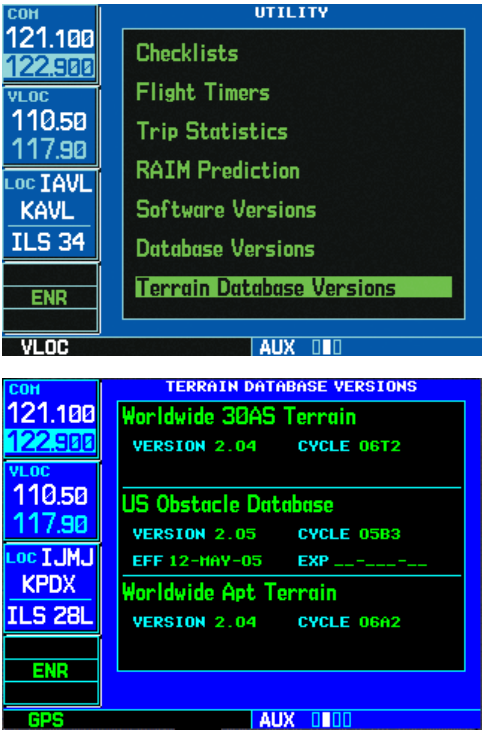 COM
UTILITY
121.100
122.900
VLOC
110.50
117.90
LOC IAVL
KAVL
ILS 34
ENR
Checklists
Flight Timers
Trip Statistics
RAIM Prediction
Software Versions
Database Versions
Terrain Database Versions
VLOC
AUX
COM
TERRAIN DATABASE VERSIONS
121.100
122.900
VLOC
110.50
117.90
LOC IJMJ
KPDX
ILS 28L
ENR
Worldwide 30AS Terrain
VERSION 2.04 CYCLE 06T2
US Obstacle Database
VERSION 2.05 CYCLE 05B3
EFF 12-MAY-05 EXP __-___-__
Worldwide Apt Terrain
VERSION 2.04 CYCLE 06A2
GPS
AUX